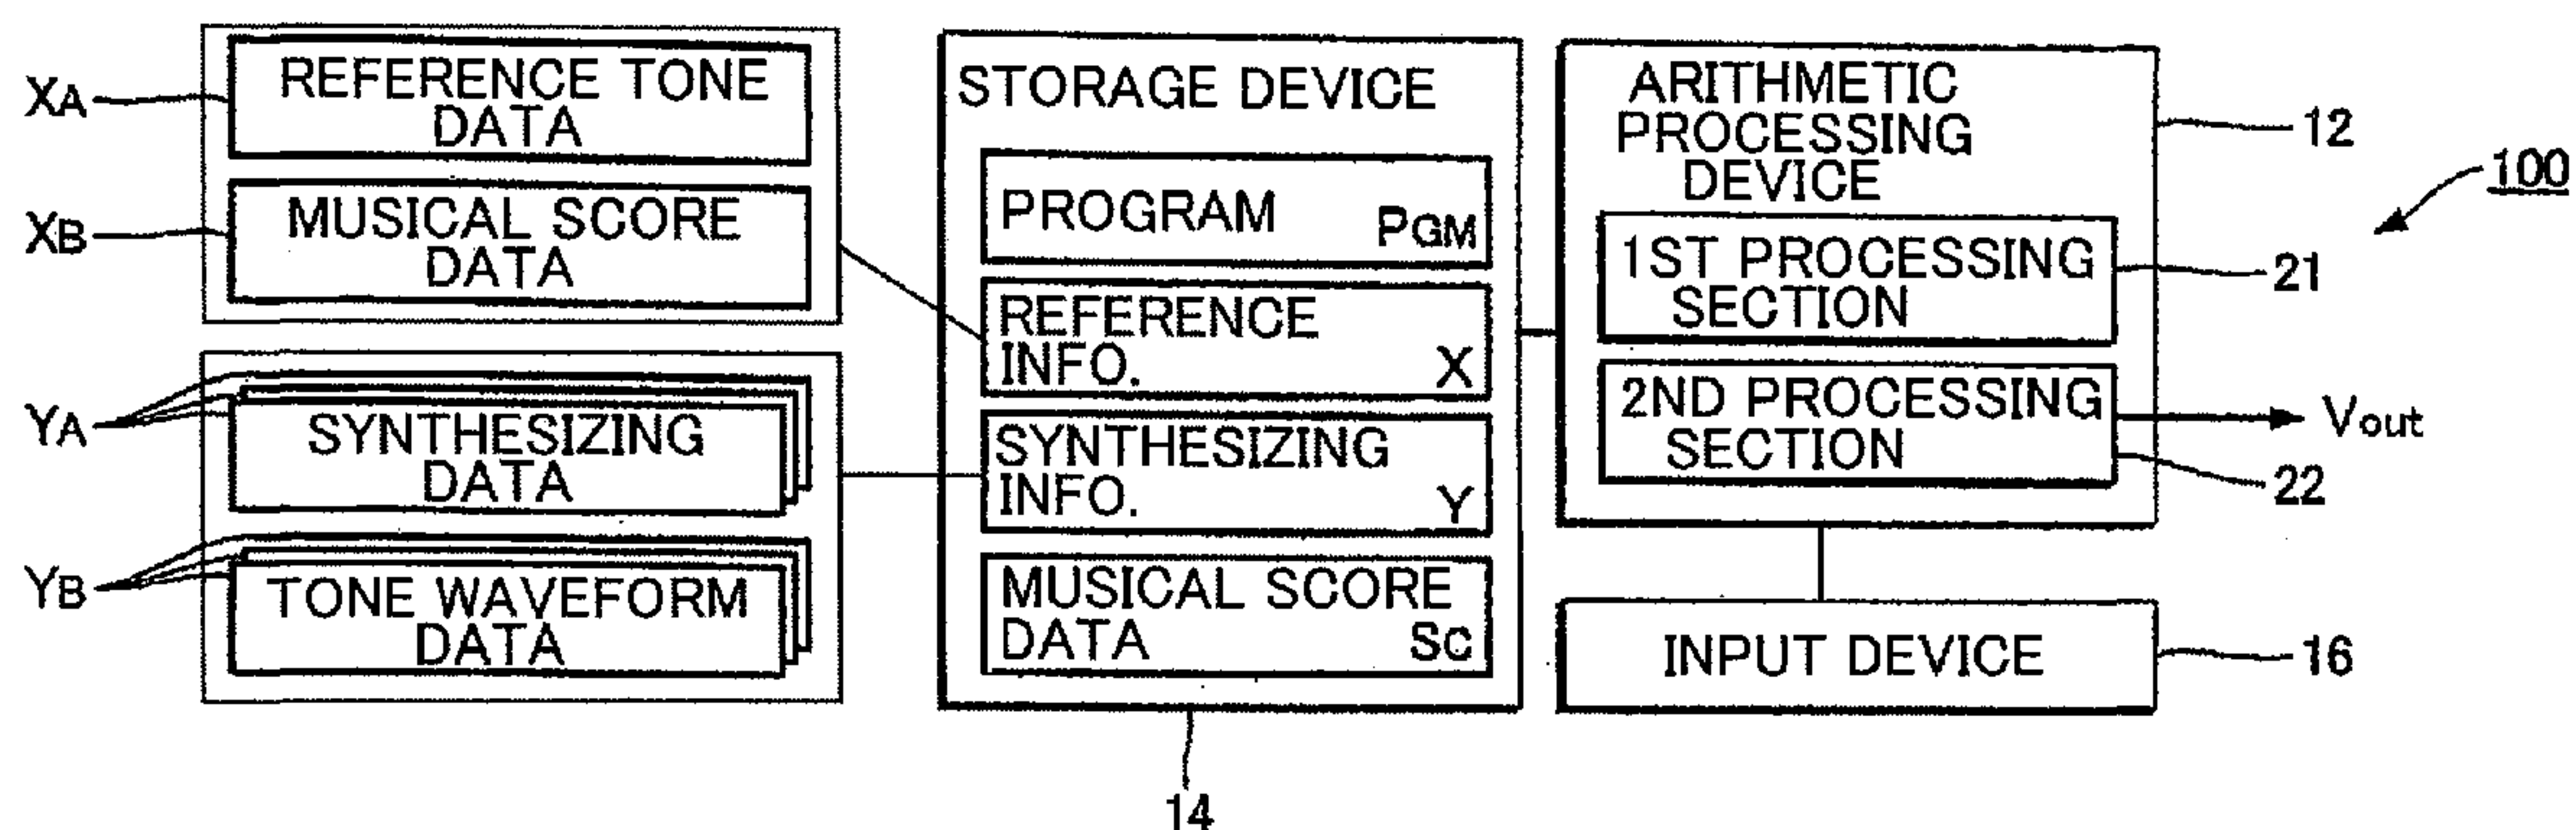 XA
REFERENCE TONE
DATA
XB
MUSICAL SCORE
DATA
YA
SYNTHESIZING
DATA
YB
TONE WAVEFORM
DATA
STORAGE DEVICE
PROGRAM PGM
REFERENCE
INFO. X
SYNTHESIZING
INFO. Y
MUSICAL SCORE
DATA SC
14
ARITHMETIC
PROCESSING
DEVICE
12
100
1ST PROCESSING
SECTION
21
2ND PROCESSING
SECTION
Vout
22
INPUT DEVICE
16